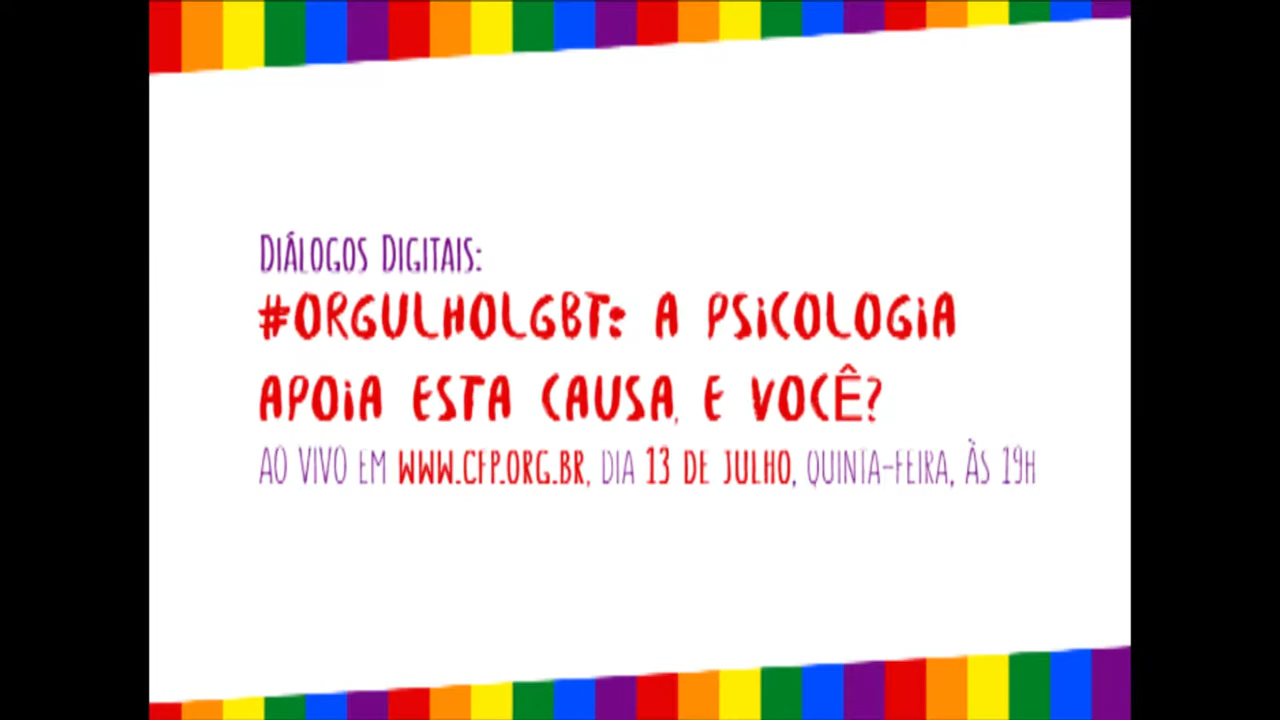 DIÁLOGOS DIGITAIS:
#ORGULHOLGBT: A PSICOLOGIA
APOIA ESTA CAUSA, E VOCÊ?
AO VIVO EM WWW.CFP.ORG.BR, DIA 13 DE JULHO, QUINTA-FEIRA, ÀS 19H